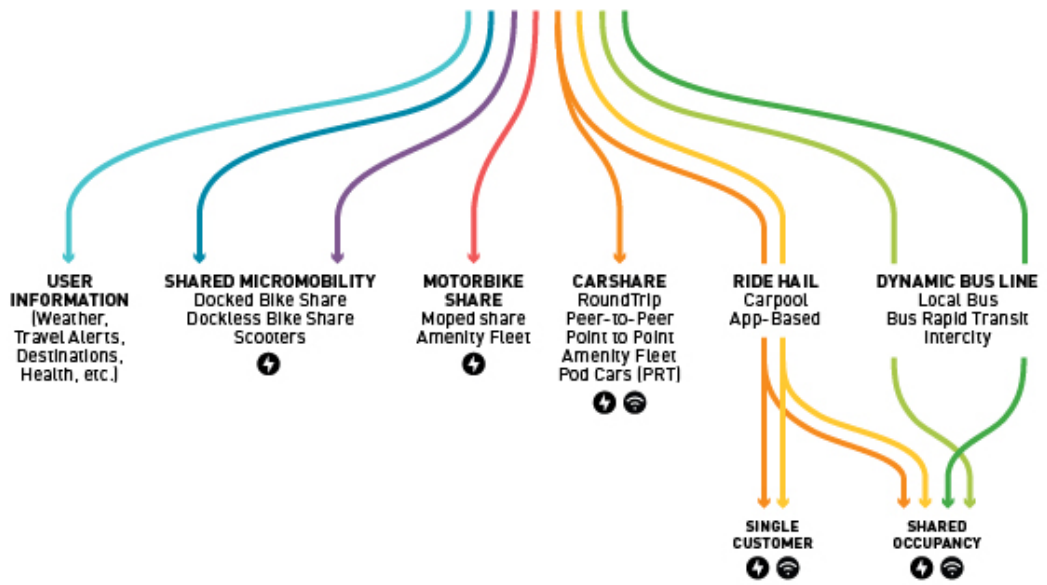 USER
INFORMATION
(Weather,
Travel Alerts,
Destinations,
Health, etc.)
SHARED MICROMOBILITY
Docked Bike Share
Dockless Bike Share
Scooters
MOTORBIKE
SHARE
Moped share
Amenity Fleet
CARSHARE
RoundTrip
Peer-to-Peer
Point to Point
Amenity Fleet
Pod Cars (PRT)
RIDE HAIL
Carpool
App-Based
DYNAMIC BUS LINE
Local Bus
Bus Rapid Transit
Intercity
SINGLE
CUSTOMER
SHARED
OCCUPANCY